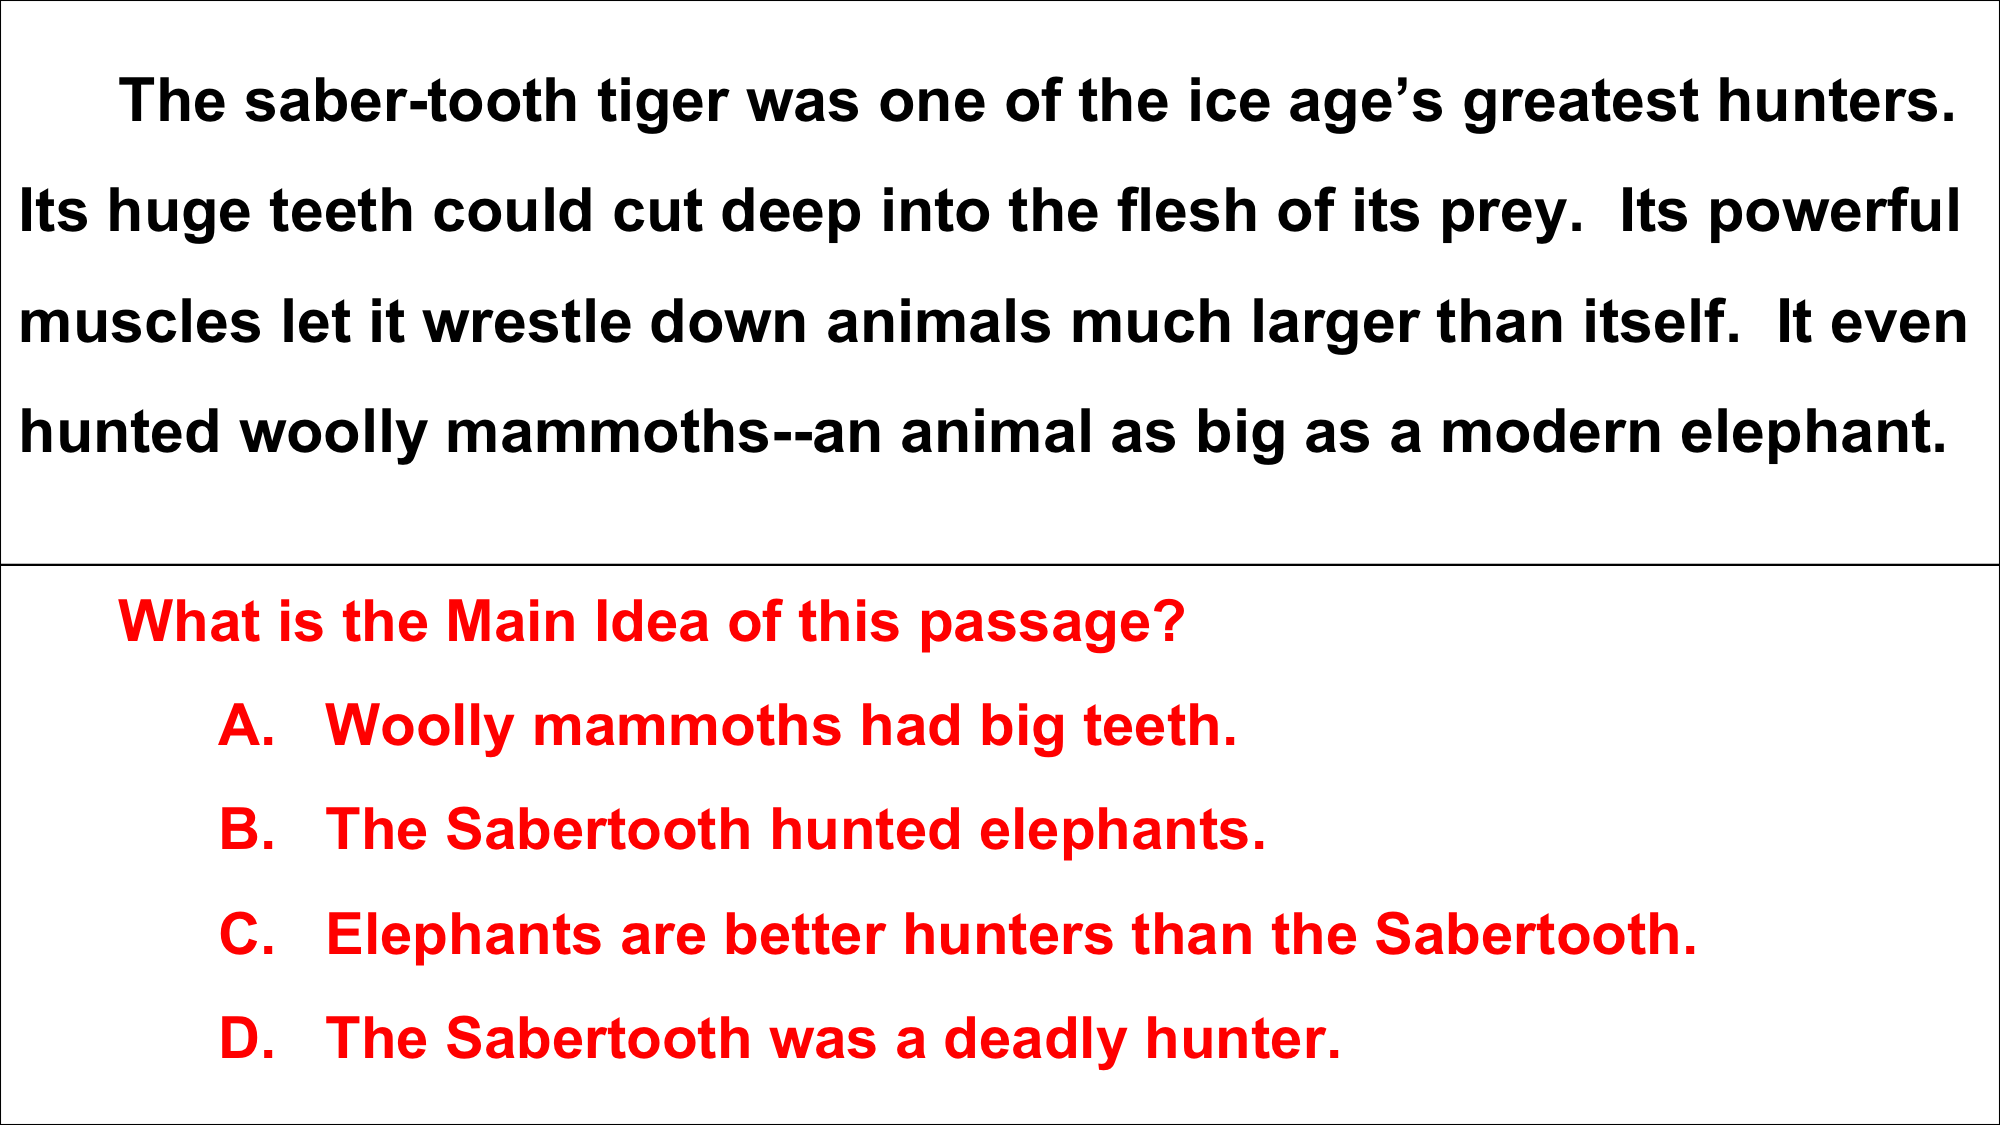 The saber-tooth tiger was one of the ice age’s greatest hunters.
Its huge teeth could cut deep into the flesh of its prey.  Its powerful
muscles let it wrestle down animals much larger than itself.  It even
hunted woolly mammoths--an animal as big as a modern elephant.
What is the Main Idea of this passage?
A. Woolly mammoths had big teeth.
B. The Sabertooth hunted elephants.
C. Elephants are better hunters than the Sabertooth.
D. The Sabertooth was a deadly hunter.